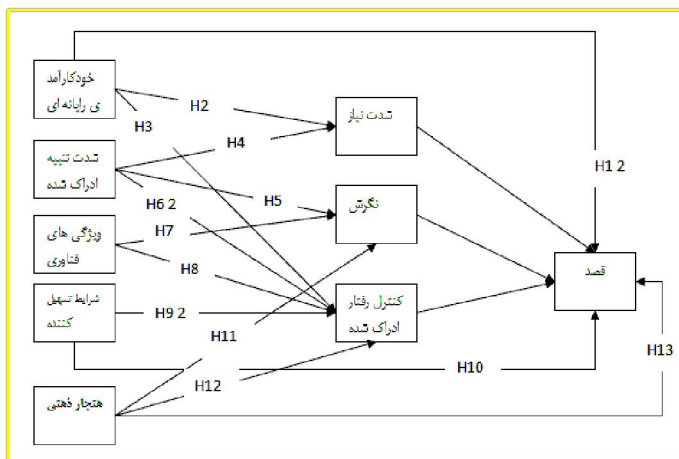 خودکارآمد
ی رایانه ای
H2
H3
شدت نیاز
H4
شدت تنبیه
ادراک شده
H1 2
H5
H6 2
نگرش
ویژگی های
فناوری
H7
H8
قصد
شرایط تسهیل
کننده
H9 2
کنترل رفتار
ادراک شده
H11
H13
H10
H12
هنجار ذهنی